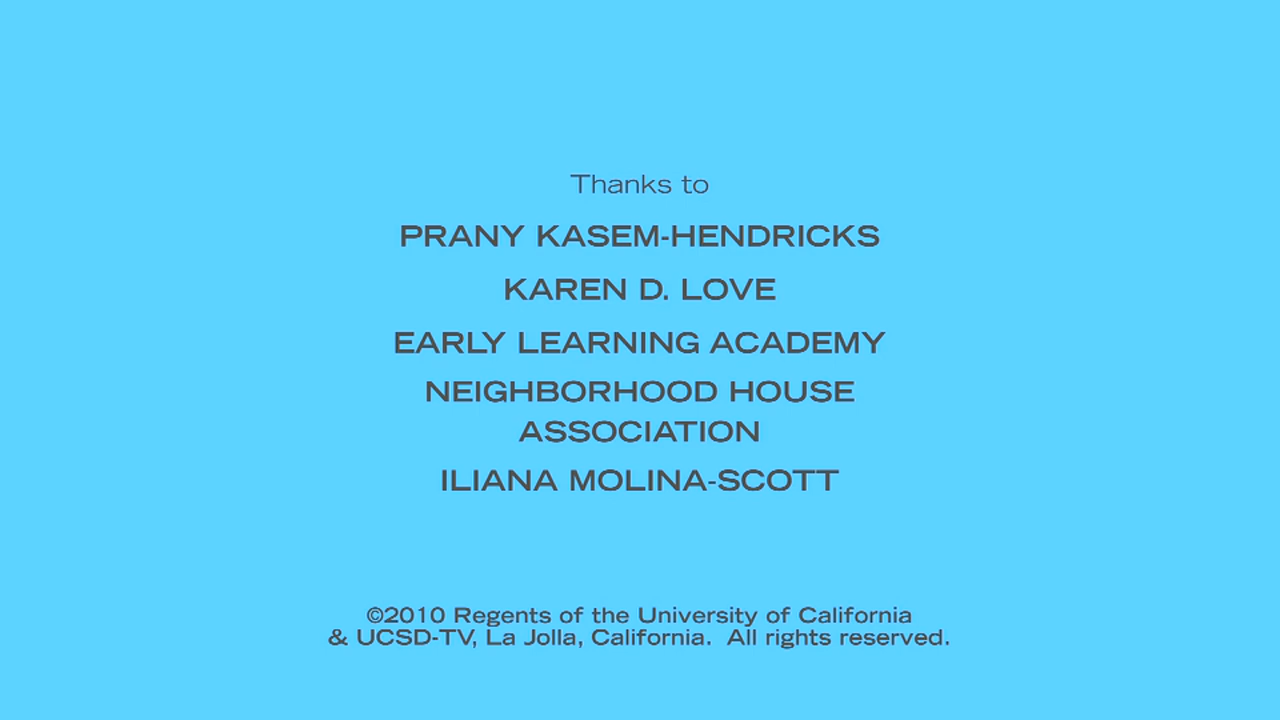 Thanks to
PRANY KASEM-HENDRICKS
KAREN D. LOVE
EARLY LEARNING ACADEMY
NEIGHBORHOOD HOUSE
ASSOCIATION
ILIANA MOLINA-SCOTT
©2010 Regents of the University of California
& UCSD-TV, La Jolla, California.  All rights reserved.